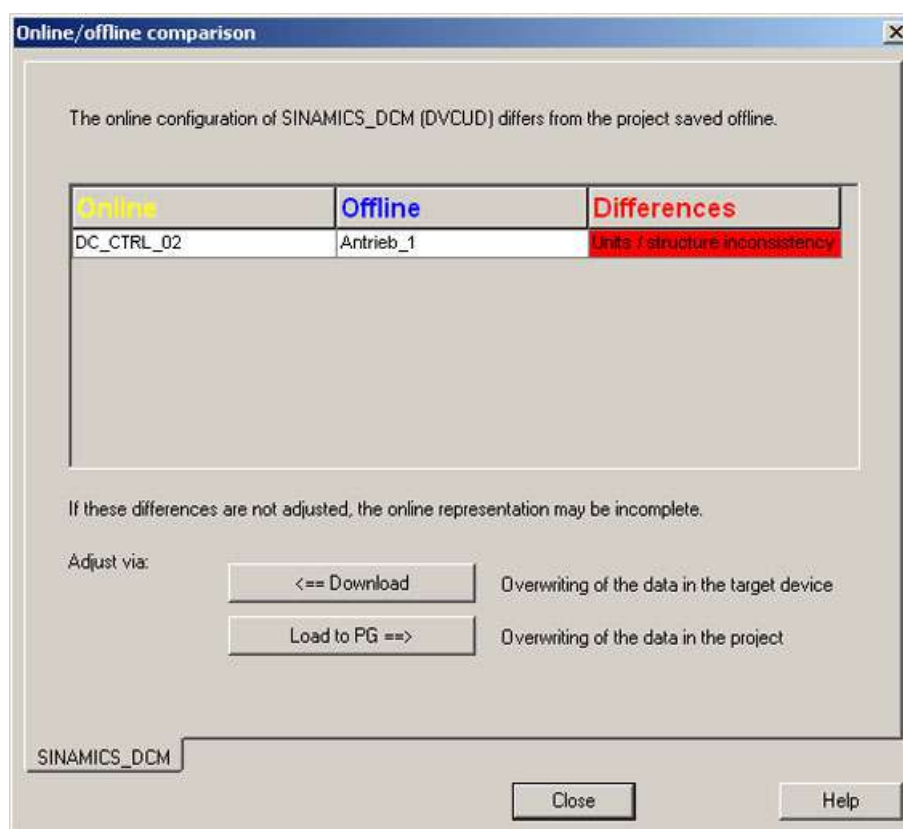 Online/offline comparison
The online configuration of SINAMICS_DCM (DVCUD) differs from the project saved offline.
Online Offline Differences
DC_CTRL_02 Antrieb_1 Units / structure inconsistency
If these differences are not adjusted, the online representation may be incomplete.
Adjust via:
<== Download Overwriting of the data in the target device
Load to PG ==> Overwriting of the data in the project
SINAMICS_DCM
Close Help